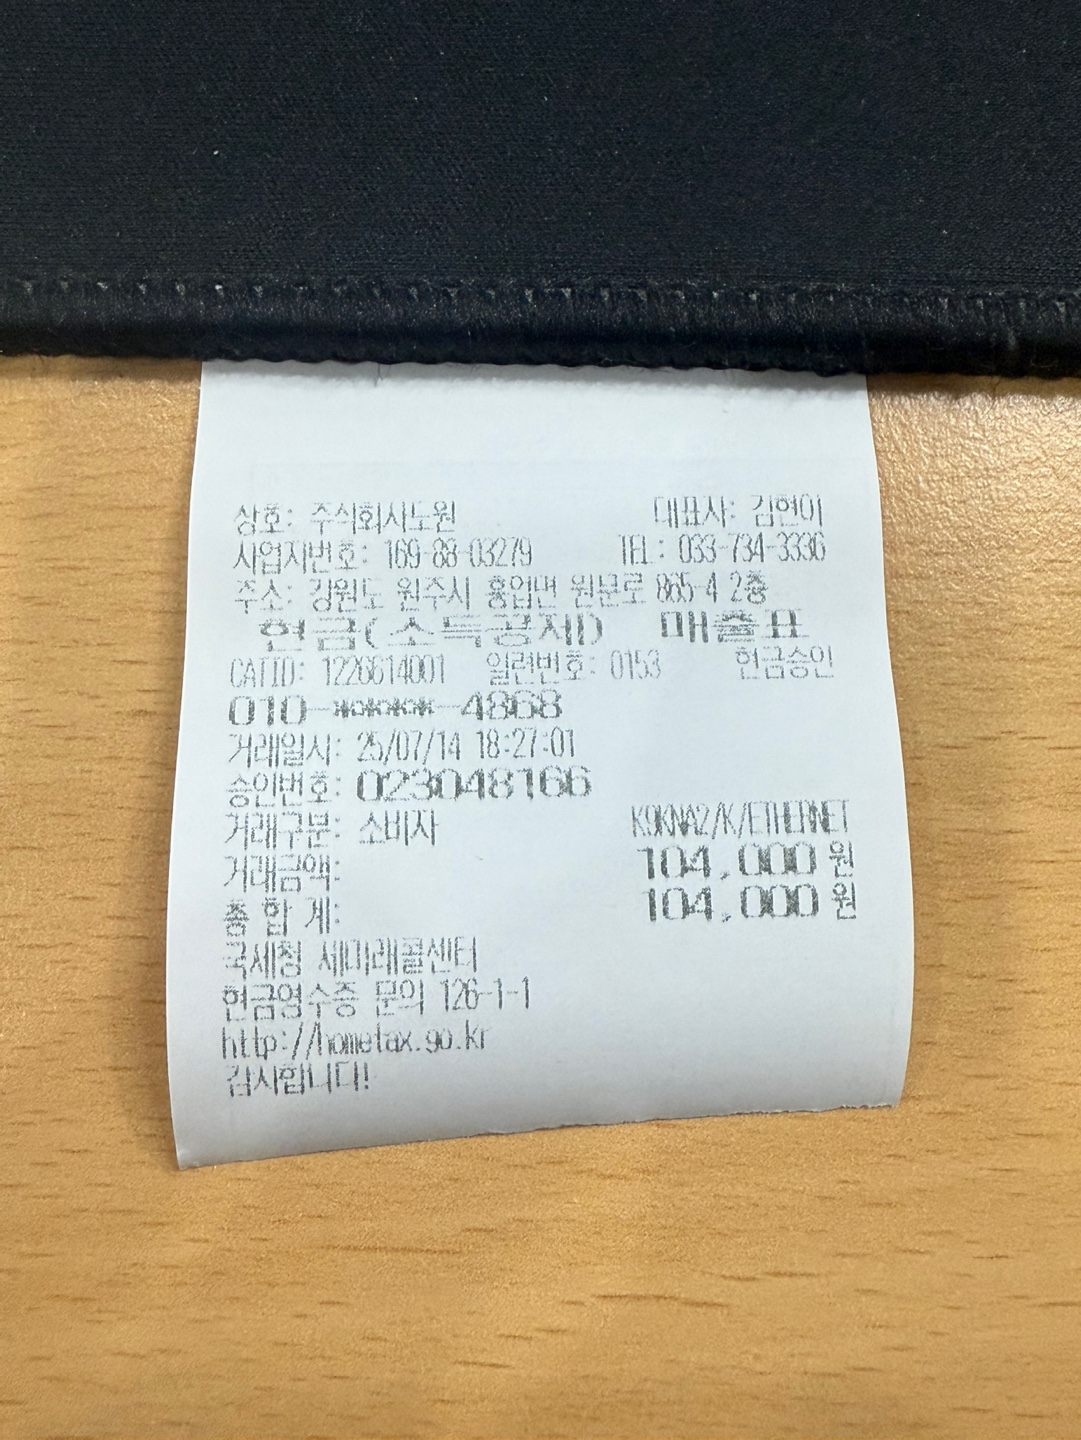 상호: 주식회사도원 대표자: 김현이
사업자번호: 169-88-03279 TEL: 033-734-3336
주소: 강원도 원주시 흥업면 원문로 865-4 2층
현금(소득공제) 매출표
CATID: 1226614001 일련번호: 0153 현금승인
010-****-4868
거래일시: 25/07/14 18:27:01
승인번호: 023048166
거래구분: 소비자 K9KNA2/K/ETHERNET
거래금액: 104,000 원
총 합 계: 104,000 원
국세청 세미래콜센터
현금영수증 문의 126-1-1
http://hometax.go.kr
감사합니다!